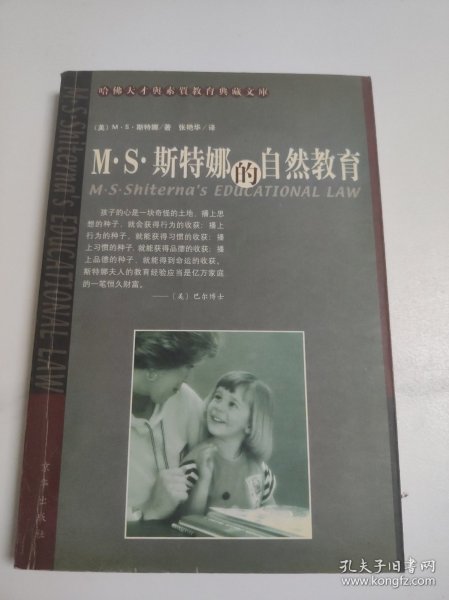 哈佛天才與素質教育典藏文庫
(美) M·S·斯特娜/著 张艳华/译
M·S·斯特娜的自然教育
M·S·Shiterna's EDUCATIONAL LAW
孩子的心是一块奇怪的土地，播上思
想的种子，就会获得行为的收获；播上
行为的种子，就能获得习惯的收获；播
上习惯的种子，就能获得品德的收获；播
上品德的种子，就能得到命运的收获。
斯特娜夫人的教育经验应当是亿万家庭
的一笔恒久财富。
——（美）巴尔博士
M·S·Shiterna's EDUCATIONAL LAW
京华出版社
孔夫子旧书网
www.kongfz.com